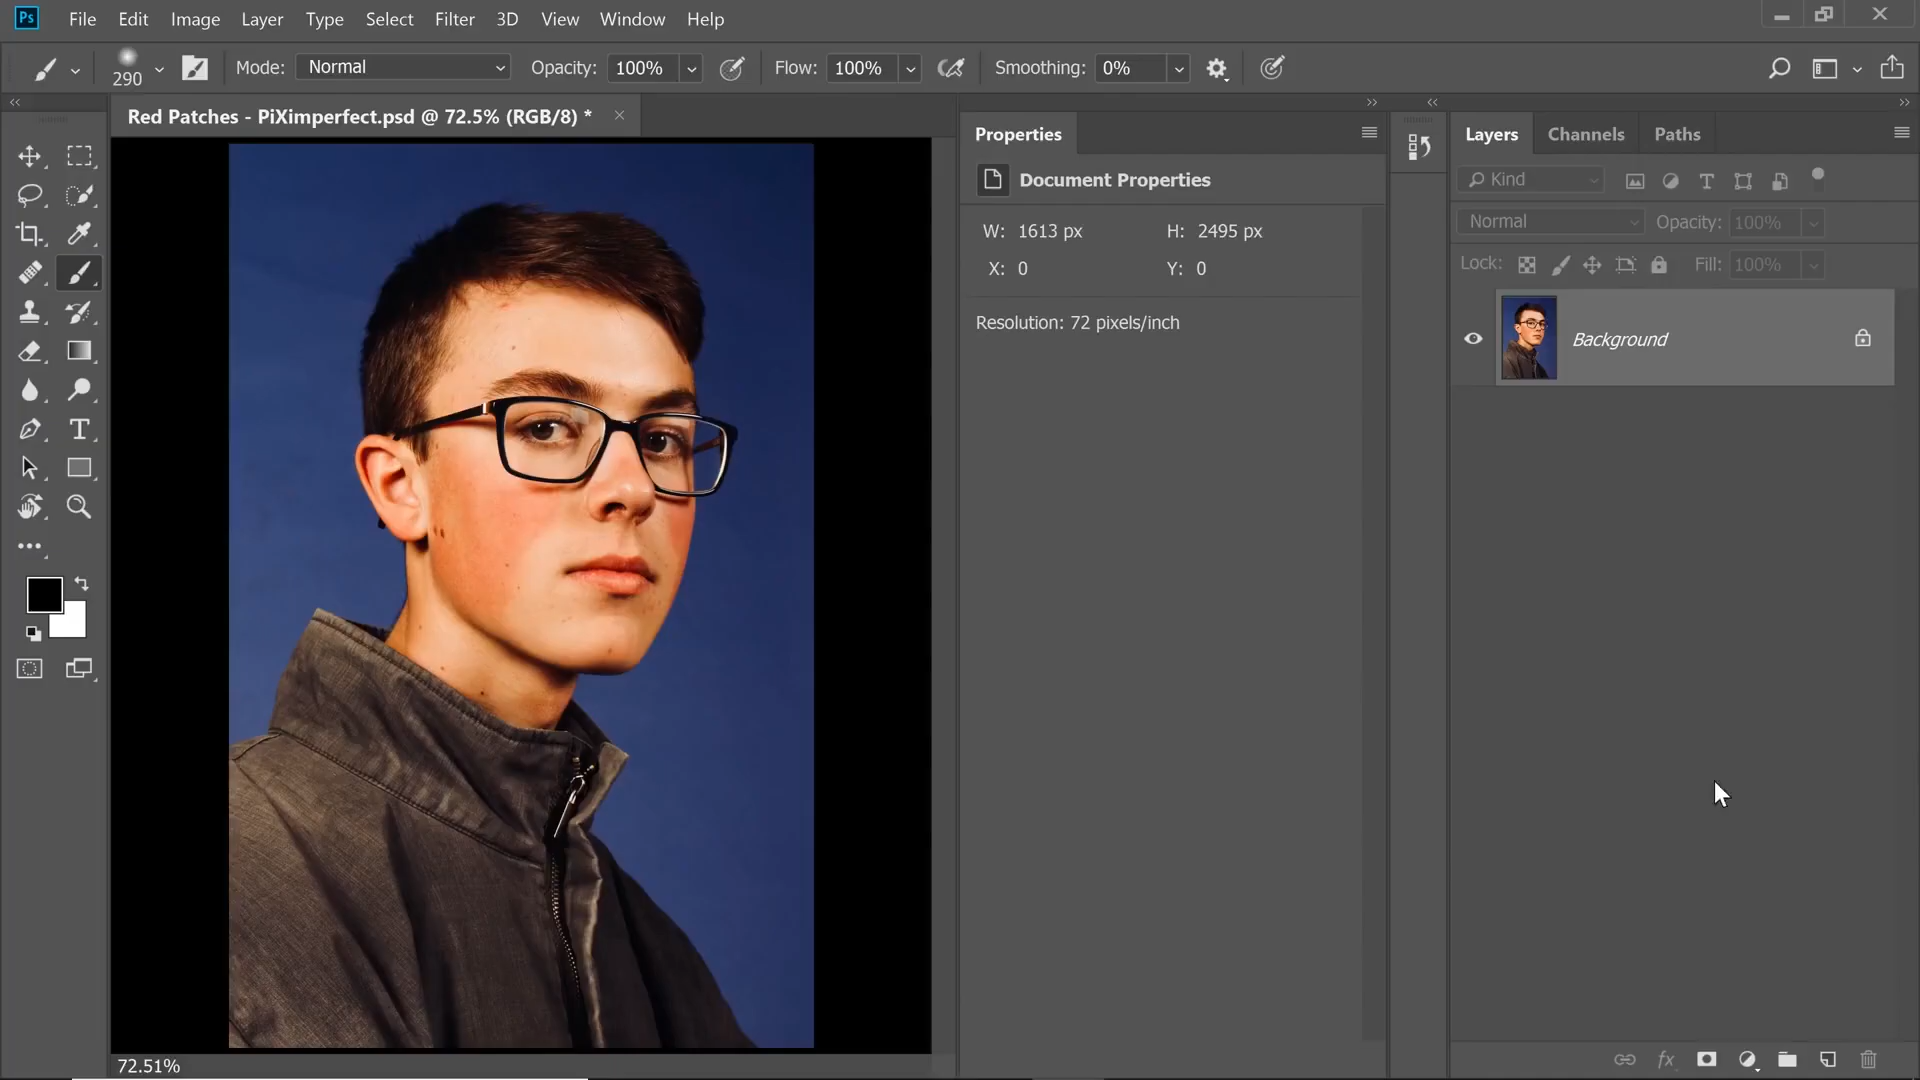 Ps File Edit Image Layer Type Select Filter 3D View Window Help
290 Mode: Normal Opacity: 100% Flow: 100% Smoothing: 0%
Red Patches - PiXimperfect.psd @ 72.5% (RGB/8) *
Properties
Layers Channels Paths
Document Properties
Kind
W: 1613 px H: 2495 px
Normal Opacity: 100%
X: 0 Y: 0
Lock: Fill: 100%
Resolution: 72 pixels/inch
Background
fx
72.51%